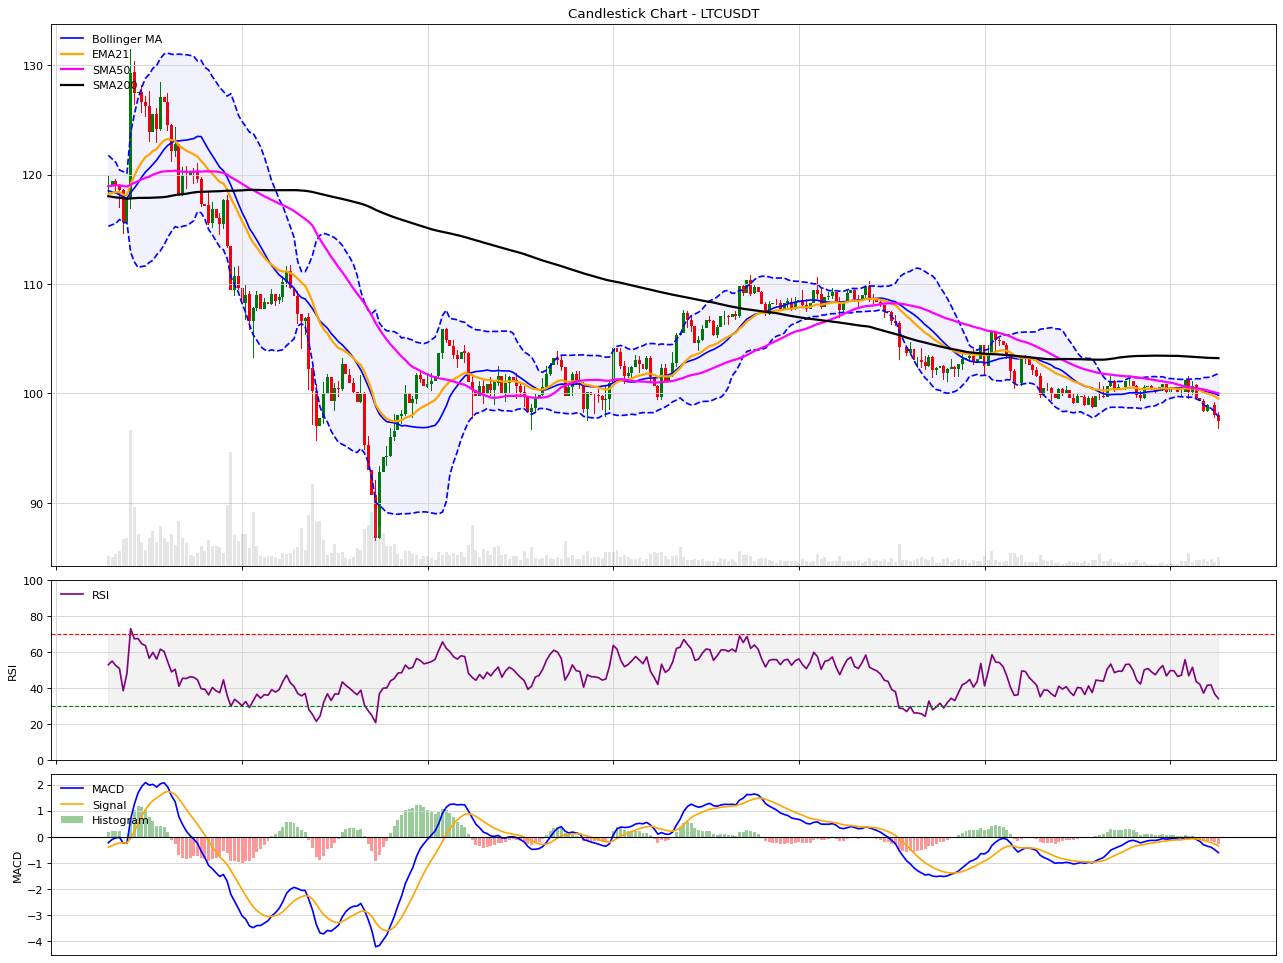 Candlestick Chart - LTCUSDT
Bollinger MA
EMA21
SMA50
SMA200
130
120
110
100
90
RSI
100
80
60
40
20
0
RSI
MACD
Signal
Histogram
2
1
0
−1
−2
−3
−4
MACD